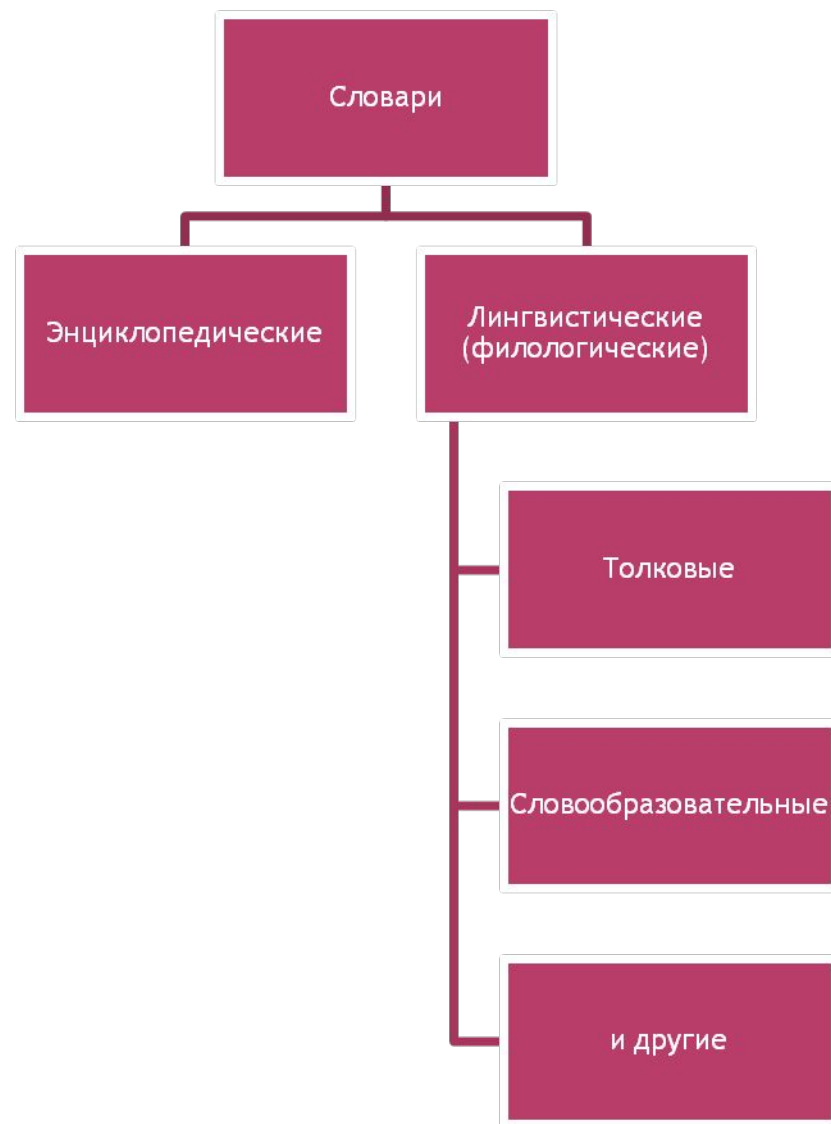 Словари
Энциклопедические
Лингвистические
(филологические)
Толковые
Словообразовательные
и другие